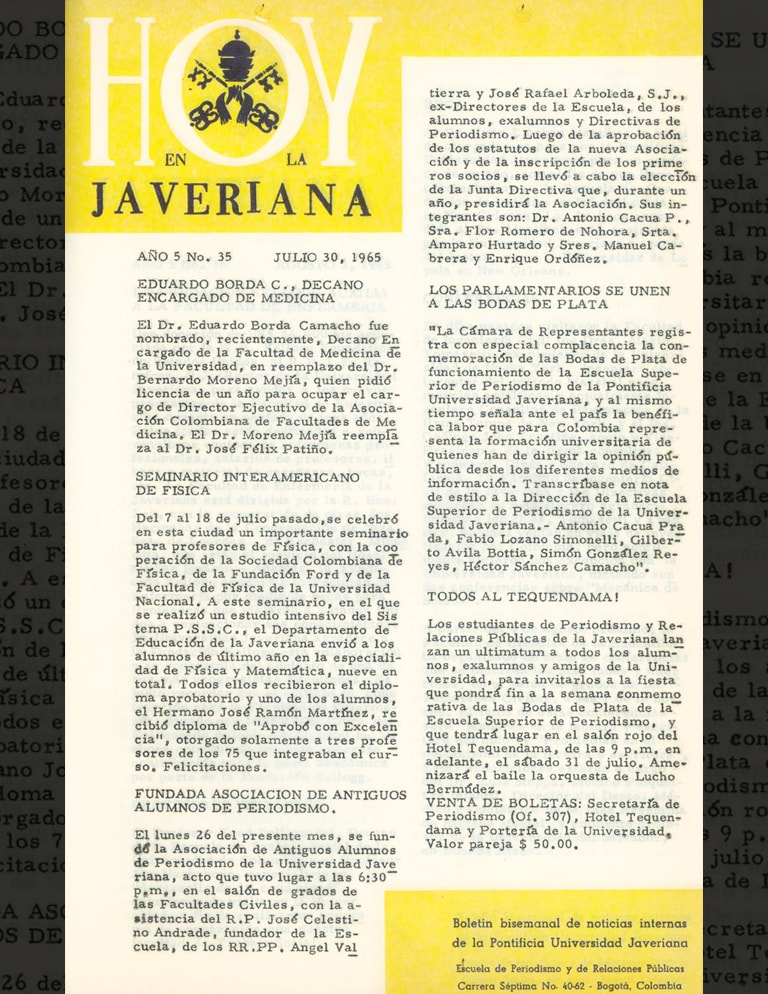 HOY
EN LA
JAVERIANA
AÑO 5 No. 35 JULIO 30, 1965
EDUARDO BORDA C., DECANO
ENCARGADO DE MEDICINA
El Dr. Eduardo Borda Camacho fue
nombrado, recientemente, Decano En
cargado de la Facultad de Medicina de
la Universidad, en reemplazo del Dr.
Bernardo Moreno Mejía, quien pidió
licencia de un año para ocupar el car-
go de Director Ejecutivo de la Asocia-
ción Colombiana de Facultades de Me
dicina. El Dr. Moreno Mejía reempla
za al Dr. José Félix Patiño.
SEMINARIO INTERAMERICANO
DE FISICA
Del 7 al 18 de julio pasado, se celebró
en esta ciudad un importante seminario
para profesores de Física, con la coo
peración de la Sociedad Colombiana de
Física, de la Fundación Ford y de la
Facultad de Física de la Universidad
Nacional. A este seminario, en el que
se realizó un estudio intensivo del Sis
tema P.S.S.C., el Departamento de
Educación de la Javeriana envió a los
alumnos de último año en la especiali-
dad de Física y Matemática, nueve en
total. Todos ellos recibieron el diplo-
ma aprobatorio y uno de los alumnos,
el Hermano José Ramón Martínez, re
cibió diploma de "Aprobó con Excelen
cia", otorgado solamente a tres profe
sores de los 75 que integraban el cur-
so. Felicitaciones.
FUNDADA ASOCIACION DE ANTIGUOS
ALUMNOS DE PERIODISMO.
El lunes 26 del presente mes, se fun-
dó la Asociación de Antiguos Alumnos
de Periodismo de la Universidad Jave
riana, acto que tuvo lugar a las 6:30
p.m., en el salón de grados de
las Facultades Civiles, con la a-
sistencia del R.P. José Celesti-
no Andrade, fundador de la Es-
cuela, de los RR.PP. Angel Val
tierra y José Rafael Arboleda, S.J.,
ex-Directores de la Escuela, de los
alumnos, exalumnos y Directivas de
Periodismo. Luego de la aprobación
de los estatutos de la nueva Asocia-
ción y de la inscripción de los prime
ros socios, se llevó a cabo la elección
de la Junta Directiva que, durante un
año, presidirá la Asociación. Sus in-
tegrantes son: Dr. Antonio Cacua P.,
Sra. Flor Romero de Nohora, Srta.
Amparo Hurtado y Sres. Manuel Ca-
brera y Enrique Ordóñez.
LOS PARLAMENTARIOS SE UNEN
A LAS BODAS DE PLATA
"La Cámara de Representantes regis-
tra con especial complacencia la con-
memoración de las Bodas de Plata de
funcionamiento de la Escuela Supe-
rior de Periodismo de la Pontificia
Universidad Javeriana, y al mismo
tiempo señala ante el país la benéfi-
ca labor que para Colombia repre-
senta la formación universitaria de
quienes han de dirigir la opinión pú-
blica desde los diferentes medios de
información. Transcríbase en nota
de estilo a la Dirección de la Escuela
Superior de Periodismo de la Univer-
sidad Javeriana.- Antonio Cacua Pra
da, Fabio Lozano Simonelli, Gilber-
to Avila Bottia, Simón González Re-
yes, Héctor Sánchez Camacho".
TODOS AL TEQUENDAMA!
Los estudiantes de Periodismo y Re-
laciones Públicas de la Javeriana lan
zan un ultimatum a todos los alum-
nos, exalumnos y amigos de la Uni-
versidad, para invitarlos a la fiesta
que pondrá fin a la semana conmemo
rativa de las Bodas de Plata de la
Escuela Superior de Periodismo, y
que tendrá lugar en el salón rojo del
Hotel Tequendama, de las 9 p.m. en
adelante, el sábado 31 de julio. Ame-
nizará el baile la orquesta de Lucho
Bermúdez.
VENTA DE BOLETAS: Secretaría de
Periodismo (Of. 307), Hotel Tequen-
dama y Portería de la Universidad.
Valor pareja $ 50.00.
Boletin bisemanal de noticias internas
de la Pontificia Universidad Javeriana
Escuela de Periodismo y de Relaciones Públicas
Carrera Séptima No. 40-62 - Bogotá, Colombia